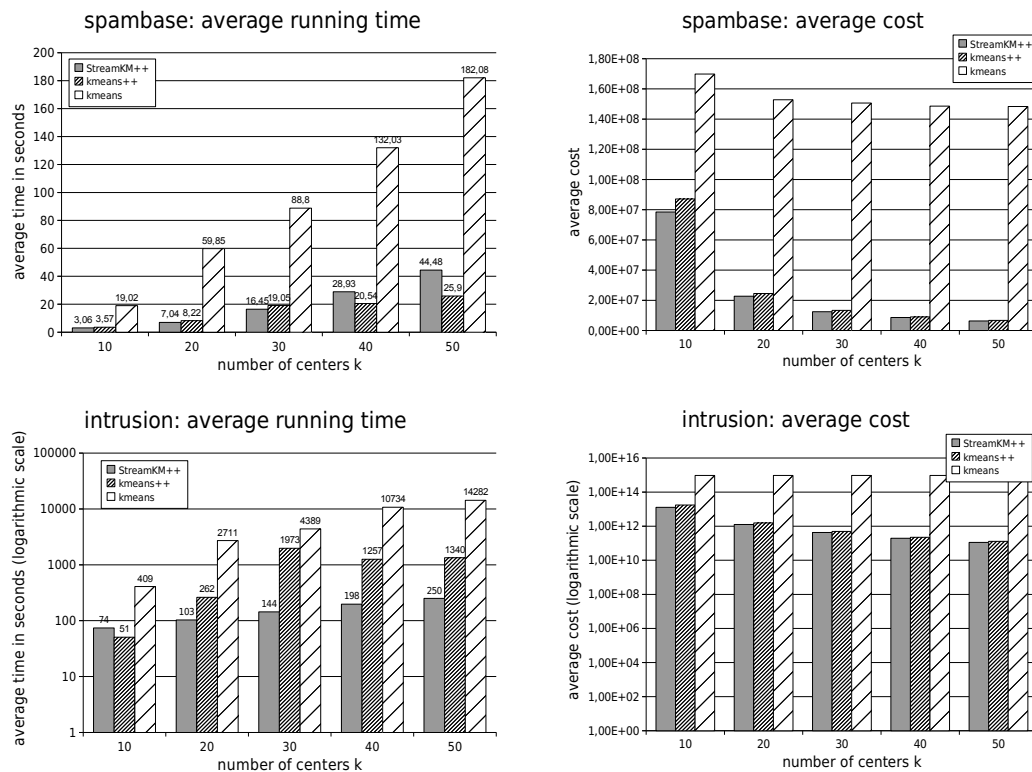 spambase: average running time
average time in seconds
200
180
160
140
120
100
80
60
40
20
0
StreamKM++
kmeans++
kmeans
3,06 3,57 19,02
7,04 8,22 59,85
16,45 19,05 88,8
28,93 20,54 132,03
44,48 25,9 182,08
10 20 30 40 50
number of centers k
spambase: average cost
average cost
1,80E+08
1,60E+08
1,40E+08
1,20E+08
1,00E+08
8,00E+07
6,00E+07
4,00E+07
2,00E+07
0,00E+00
StreamKM++
kmeans++
kmeans
10 20 30 40 50
number of centers k
intrusion: average running time
average time in seconds (logarithmic scale)
100000
10000
1000
100
10
1
StreamKM++
kmeans++
kmeans
74 51 409
103 262 2711
144 1973 4389
198 1257 10734
250 1340 14282
10 20 30 40 50
number of centers k
intrusion: average cost
average cost (logarithmic scale)
1,00E+16
1,00E+14
1,00E+12
1,00E+10
1,00E+08
1,00E+06
1,00E+04
1,00E+02
1,00E+00
StreamKM++
kmeans++
kmeans
10 20 30 40 50
number of centers k